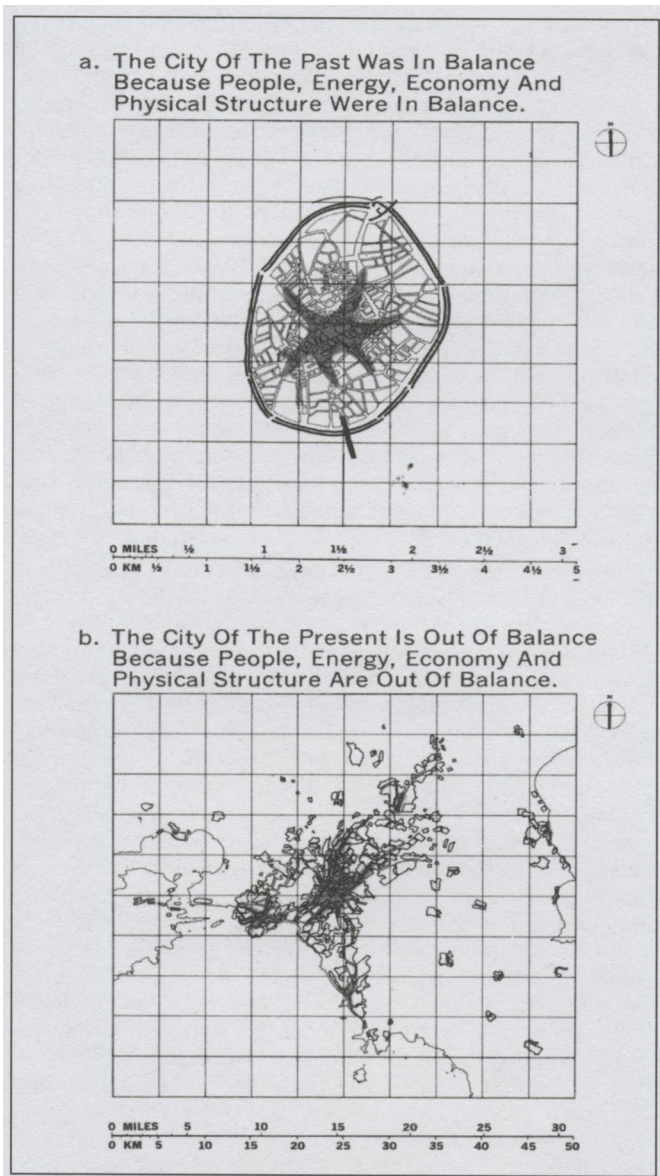 a. The City Of The Past Was In Balance
Because People, Energy, Economy And
Physical Structure Were In Balance.
N
0 MILES ½ 1 1½ 2 2½ 3
0 KM ½ 1 1½ 2 2½ 3 3½ 4 4½ 5
b. The City Of The Present Is Out Of Balance
Because People, Energy, Economy And
Physical Structure Are Out Of Balance.
N
0 MILES 5 10 15 20 25 30
0 KM 5 10 15 20 25 30 35 40 45 50